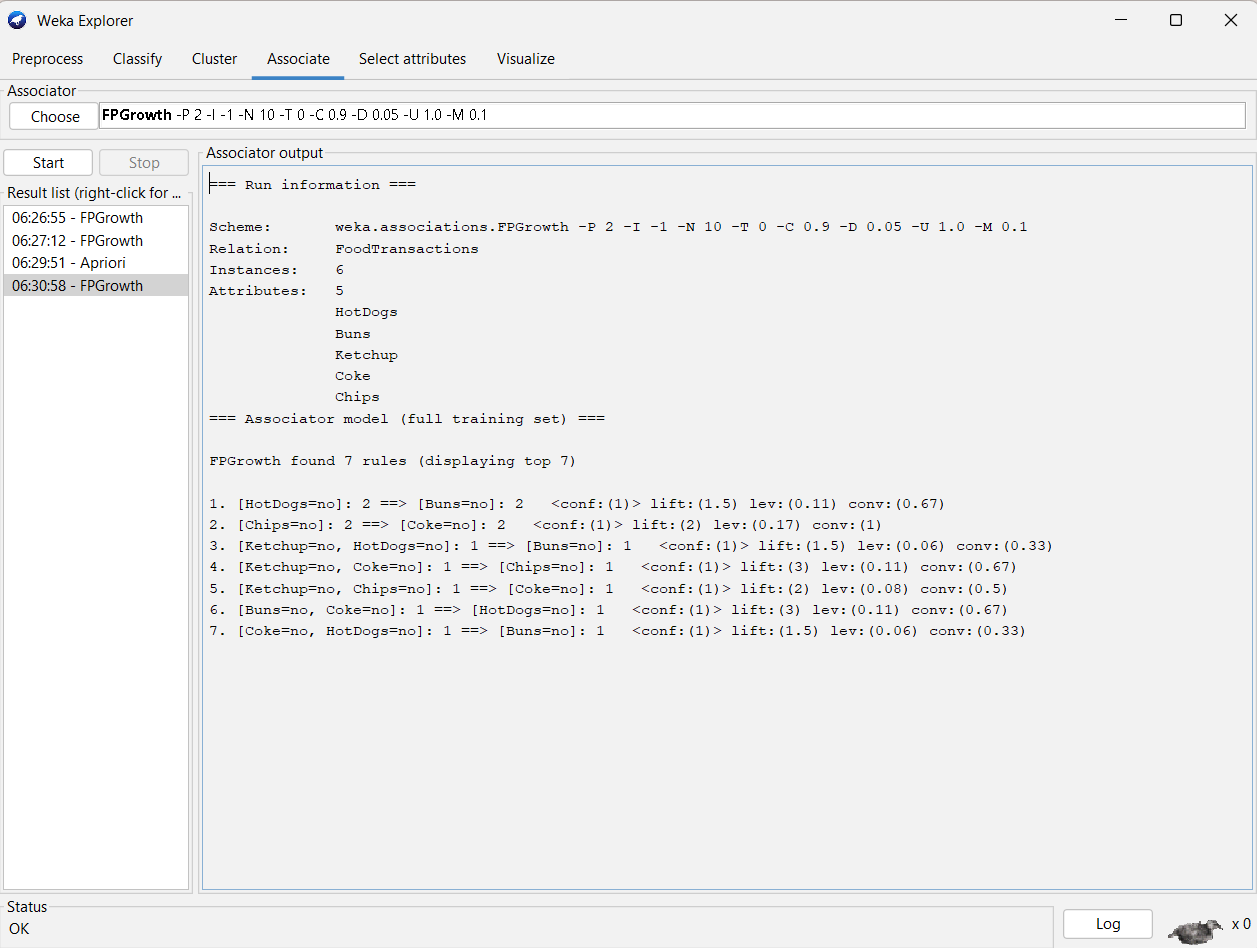 Weka Explorer
Preprocess Classify Cluster Associate Select attributes Visualize
Associator
Choose FPGrowth -P 2 -I -1 -N 10 -T 0 -C 0.9 -D 0.05 -U 1.0 -M 0.1
Start Stop
Result list (right-click for ...
06:26:55 - FPGrowth
06:27:12 - FPGrowth
06:29:51 - Apriori
06:30:58 - FPGrowth
Associator output
=== Run information ===
Scheme: weka.associations.FPGrowth -P 2 -I -1 -N 10 -T 0 -C 0.9 -D 0.05 -U 1.0 -M 0.1
Relation: FoodTransactions
Instances: 6
Attributes: 5
HotDogs
Buns
Ketchup
Coke
Chips
=== Associator model (full training set) ===
FPGrowth found 7 rules (displaying top 7)
1. [HotDogs=no]: 2 ==> [Buns=no]: 2 <conf:(1)> lift:(1.5) lev:(0.11) conv:(0.67)
2. [Chips=no]: 2 ==> [Coke=no]: 2 <conf:(1)> lift:(2) lev:(0.17) conv:(1)
3. [Ketchup=no, HotDogs=no]: 1 ==> [Buns=no]: 1 <conf:(1)> lift:(1.5) lev:(0.06) conv:(0.33)
4. [Ketchup=no, Coke=no]: 1 ==> [Chips=no]: 1 <conf:(1)> lift:(3) lev:(0.11) conv:(0.67)
5. [Ketchup=no, Chips=no]: 1 ==> [Coke=no]: 1 <conf:(1)> lift:(2) lev:(0.08) conv:(0.5)
6. [Buns=no, Coke=no]: 1 ==> [HotDogs=no]: 1 <conf:(1)> lift:(3) lev:(0.11) conv:(0.67)
7. [Coke=no, HotDogs=no]: 1 ==> [Buns=no]: 1 <conf:(1)> lift:(1.5) lev:(0.06) conv:(0.33)
Status
OK
Log x 0